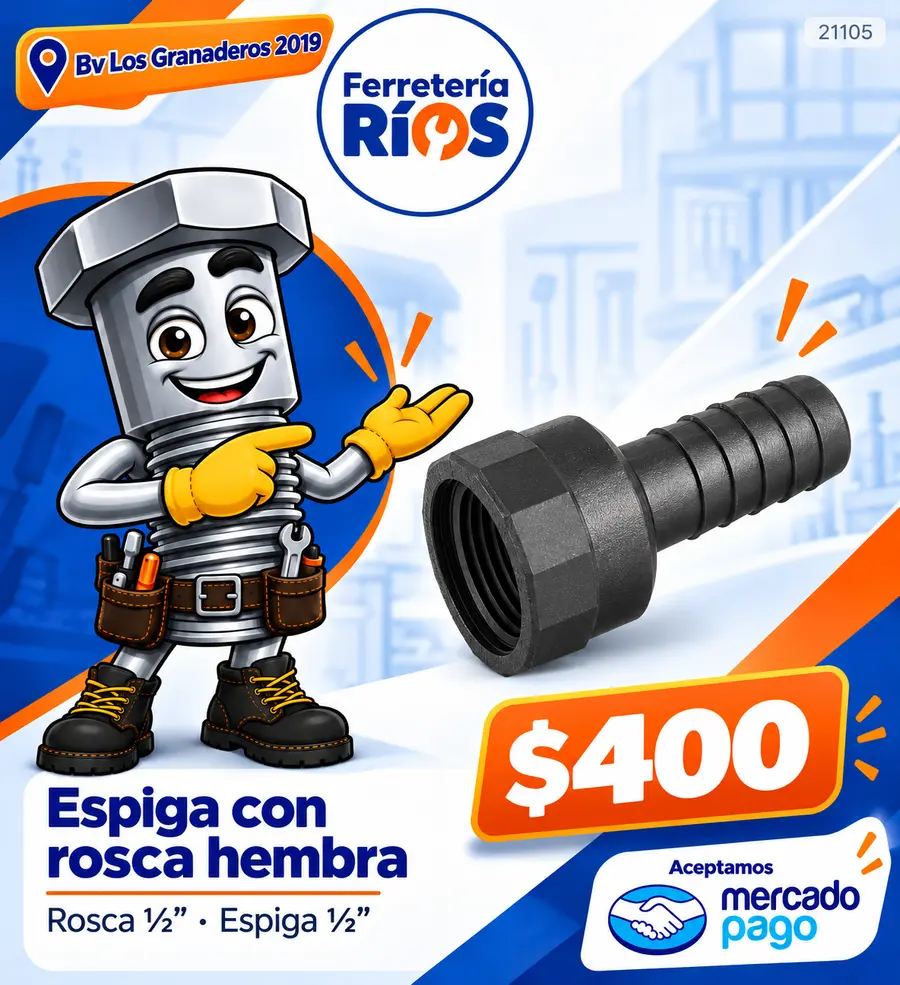 Bv Los Granaderos 2019
Ferretería
RÍOS
21105
$400
Espiga con
rosca hembra
Rosca ½” · Espiga ½”
Aceptamos
mercado
pago